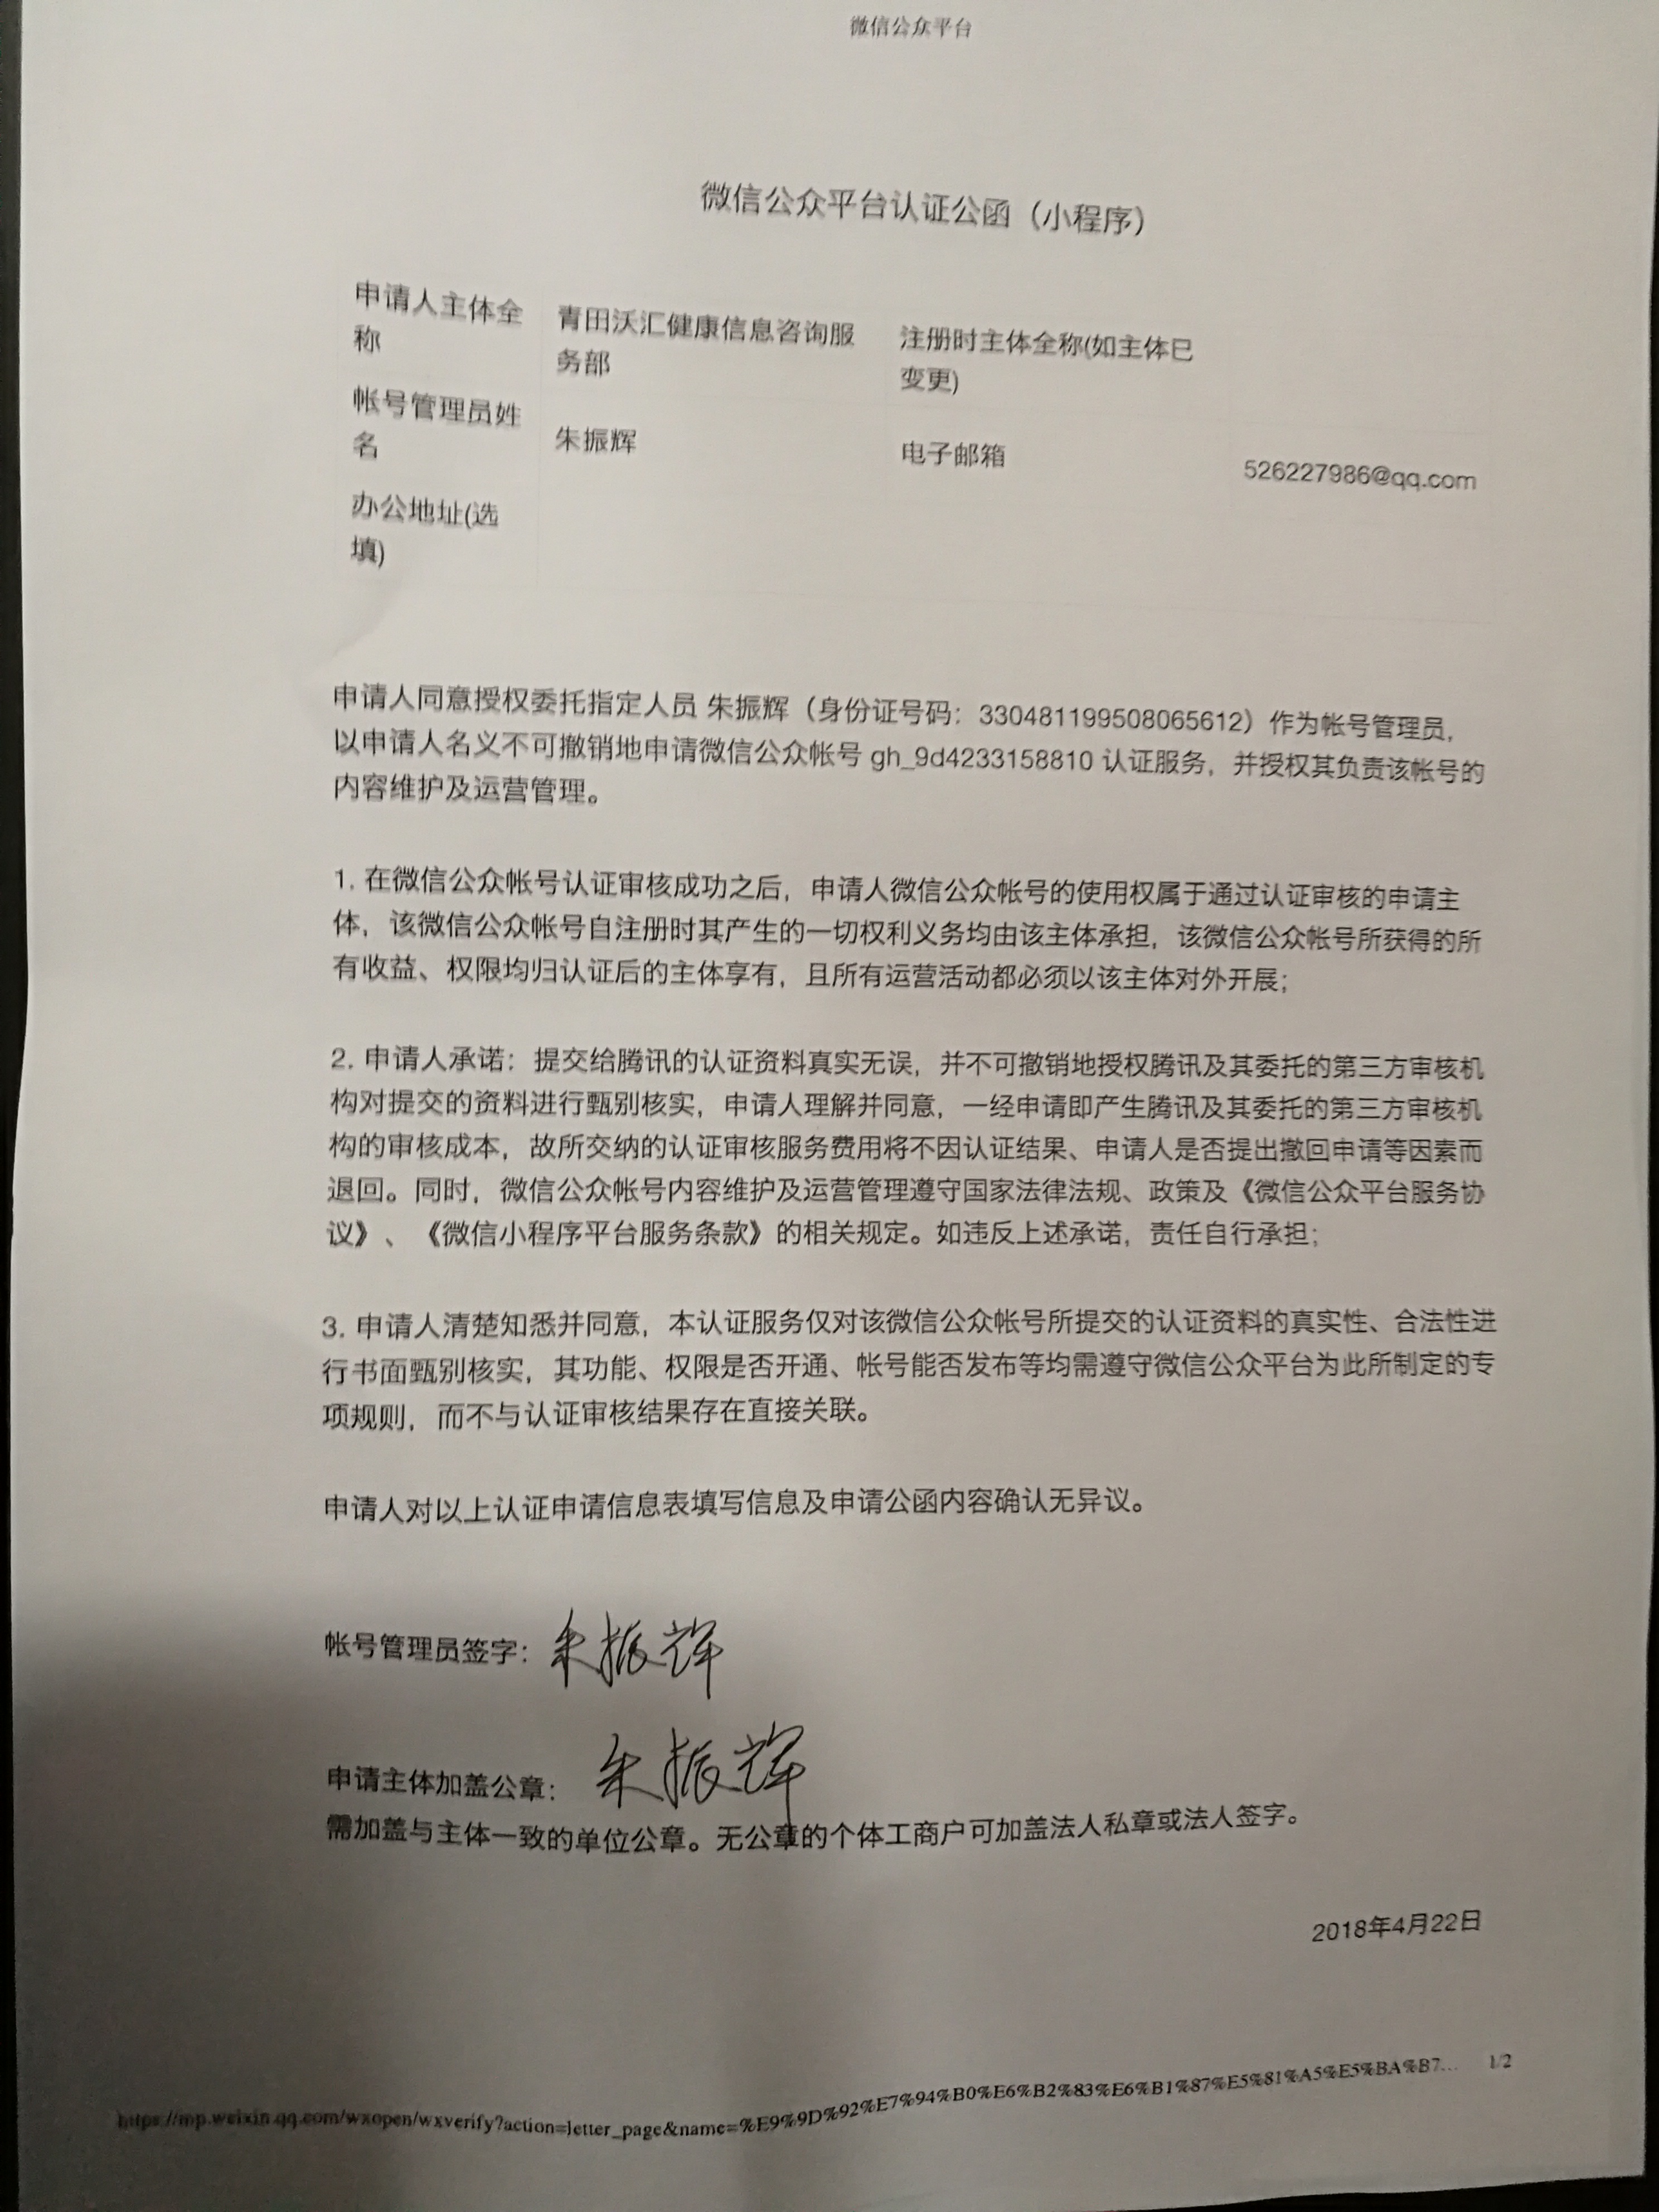 微信公众平台
微信公众平台认证公函（小程序）
申请人主体全
称
青田沃汇健康信息咨询服
务部
注册时主体全称(如主体已
变更)
帐号管理员姓
名
朱振辉
电子邮箱
526227986@qq.com
办公地址(选
填)
申请人同意授权委托指定人员 朱振辉（身份证号码：330481199508065612）作为帐号管理员，
以申请人名义不可撤销地申请微信公众帐号 gh_9d4233158810 认证服务，并授权其负责该帐号的
内容维护及运营管理。
1. 在微信公众帐号认证审核成功之后，申请人微信公众帐号的使用权属于通过认证审核的申请主
体，该微信公众帐号自注册时其产生的一切权利义务均由该主体承担，该微信公众帐号所获得的所
有收益、权限均归认证后的主体享有，且所有运营活动都必须以该主体对外开展；
2. 申请人承诺：提交给腾讯的认证资料真实无误，并不可撤销地授权腾讯及其委托的第三方审核机
构对提交的资料进行甄别核实，申请人理解并同意，一经申请即产生腾讯及其委托的第三方审核机
构的审核成本，故所交纳的认证审核服务费用将不因认证结果、申请人是否提出撤回申请等因素而
退回。同时，微信公众帐号内容维护及运营管理遵守国家法律法规、政策及《微信公众平台服务协
议》、《微信小程序平台服务条款》的相关规定。如违反上述承诺，责任自行承担；
3. 申请人清楚知悉并同意，本认证服务仅对该微信公众帐号所提交的认证资料的真实性、合法性进
行书面甄别核实，其功能、权限是否开通、帐号能否发布等均需遵守微信公众平台为此所制定的专
项规则，而不与认证审核结果存在直接关联。
申请人对以上认证申请信息表填写信息及申请公函内容确认无异议。
帐号管理员签字：朱振辉
申请主体加盖公章：朱振辉
需加盖与主体一致的单位公章。无公章的个体工商户可加盖法人私章或法人签字。
2018年4月22日
https://mp.weixin.qq.com/wxopen/wxverify?action=letter_page&name=%E9%9D%92%E7%94%B0%E6%B2%83%E6%B1%87%E5%81%A5%E5%BA%B7... 1/2